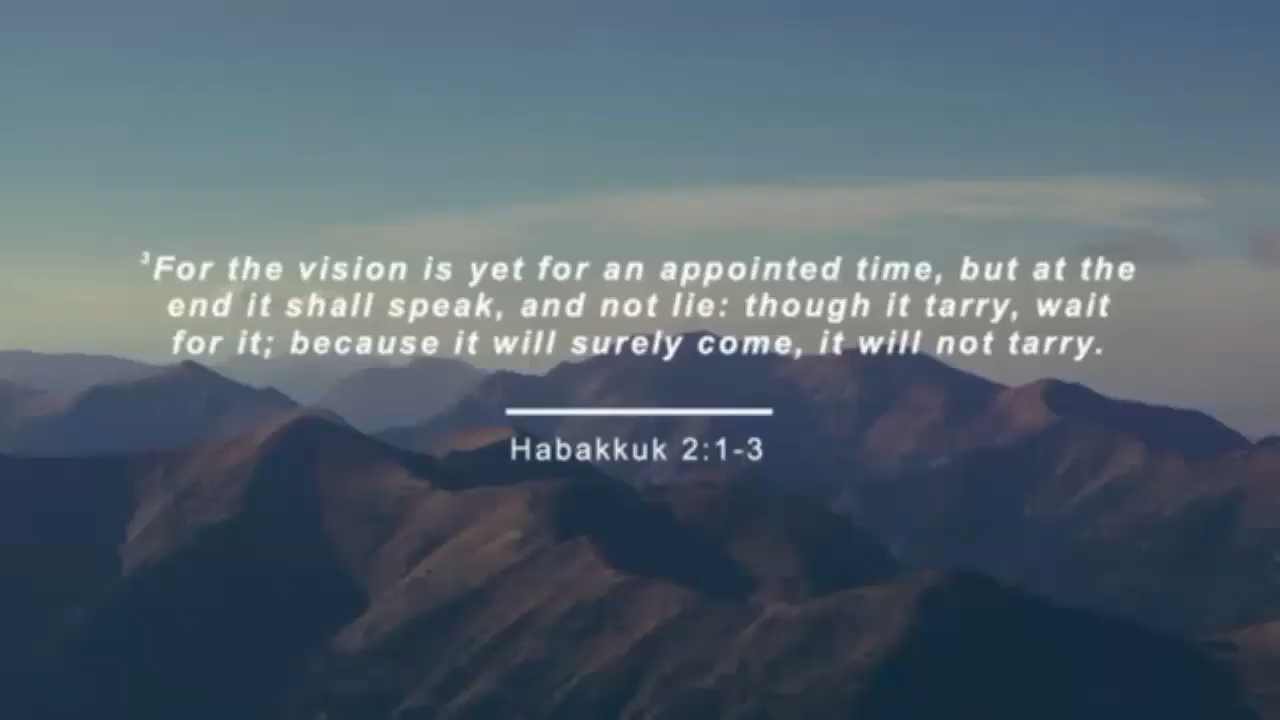 ³For the vision is yet for an appointed time, but at the
end it shall speak, and not lie: though it tarry, wait
for it; because it will surely come, it will not tarry.
Habakkuk 2:1-3